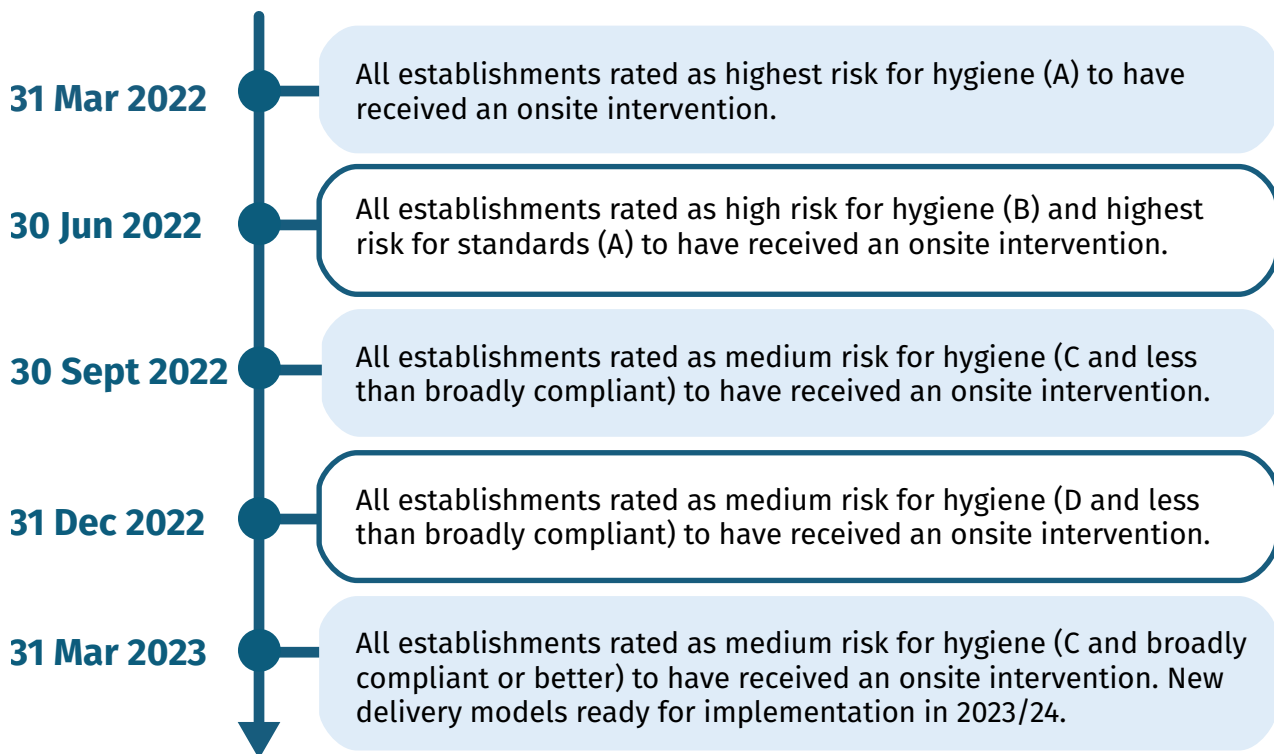 31 Mar 2022
All establishments rated as highest risk for hygiene (A) to have
received an onsite intervention.
30 Jun 2022
All establishments rated as high risk for hygiene (B) and highest
risk for standards (A) to have received an onsite intervention.
30 Sept 2022
All establishments rated as medium risk for hygiene (C and less
than broadly compliant) to have received an onsite intervention.
31 Dec 2022
All establishments rated as medium risk for hygiene (D and less
than broadly compliant) to have received an onsite intervention.
31 Mar 2023
All establishments rated as medium risk for hygiene (C and broadly
compliant or better) to have received an onsite intervention. New
delivery models ready for implementation in 2023/24.